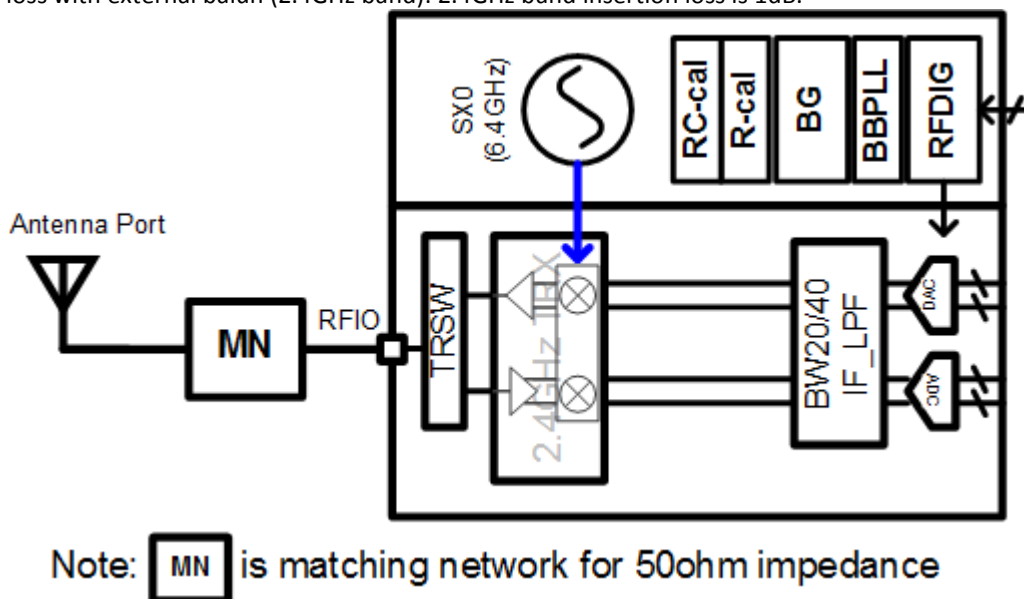 loss with external balun (2.4GHz band). 2.4GHz band insertion loss is 1dB.
SX0
(6.4GHz)
RC-cal
R-cal
BG
BBPLL
RFDIG
Antenna Port
MN
RFIO
TRSW
2.4GHz TRX
BW20/40
IF_LPF
DAC
ADC
Note: MN is matching network for 50ohm impedance